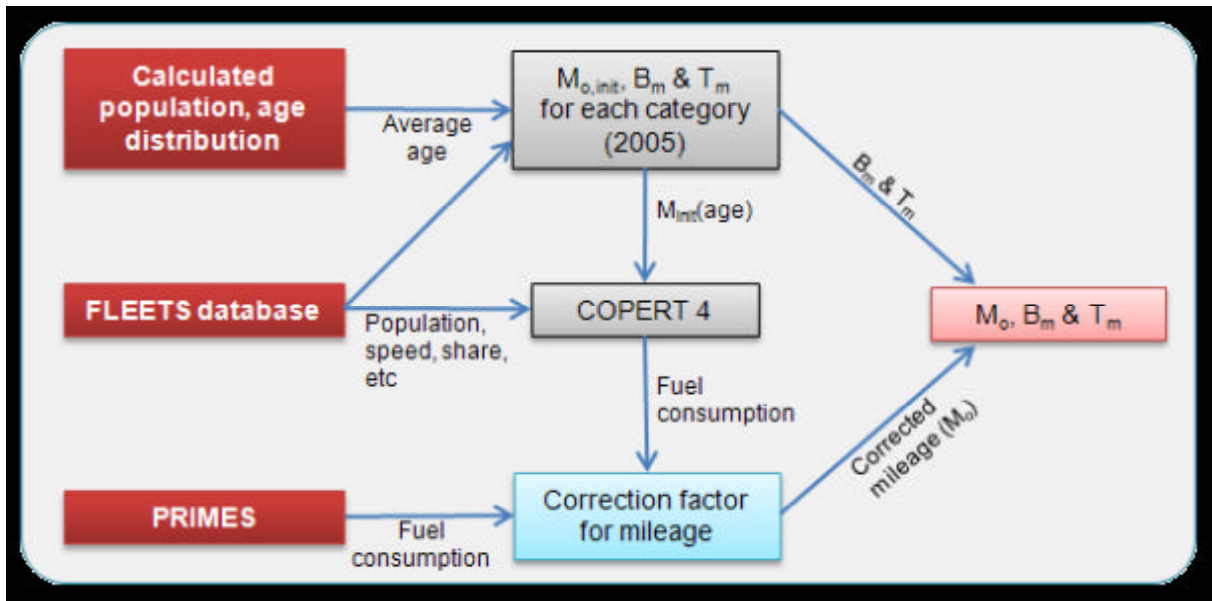 Calculated
population, age
distribution
Average
age
Mo,init, Bm & Tm
for each category
(2005)
Bm & Tm
Minit(age)
FLEETS database
Population,
speed, share,
etc
COPERT 4
Mo, Bm & Tm
Fuel
consumption
Corrected
mileage (Mo)
PRIMES
Fuel
consumption
Correction factor
for mileage